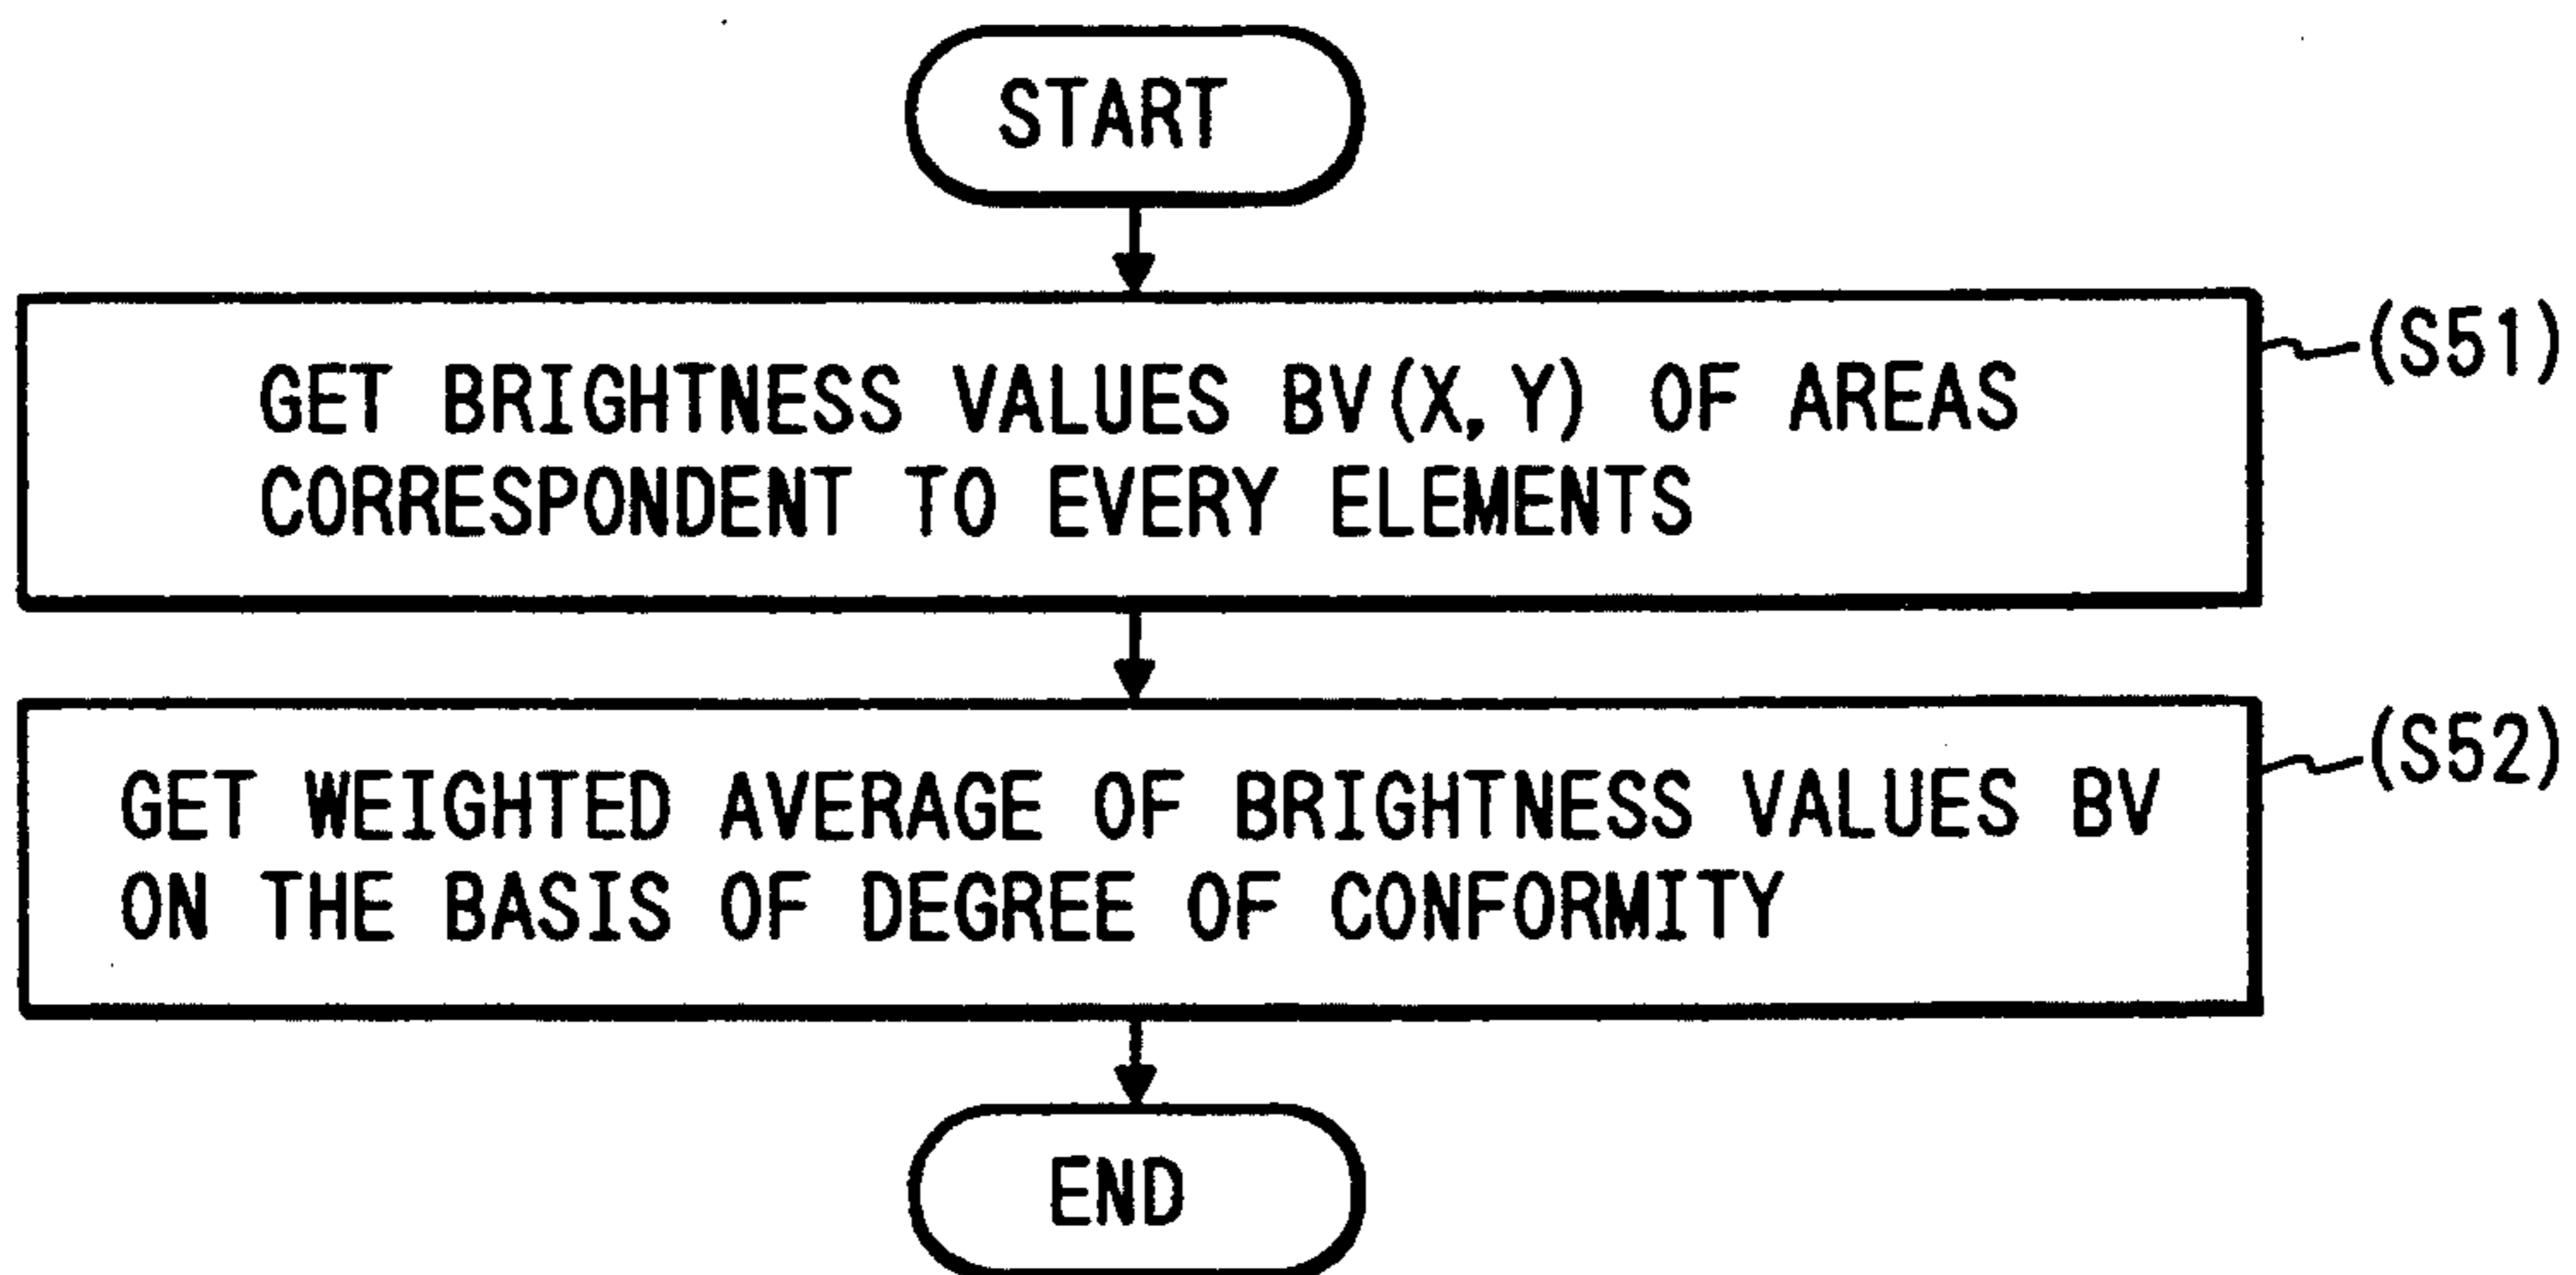 START
GET BRIGHTNESS VALUES BV(X,Y) OF AREAS
CORRESPONDENT TO EVERY ELEMENTS
(S51)
GET WEIGHTED AVERAGE OF BRIGHTNESS VALUES BV
ON THE BASIS OF DEGREE OF CONFORMITY
(S52)
END